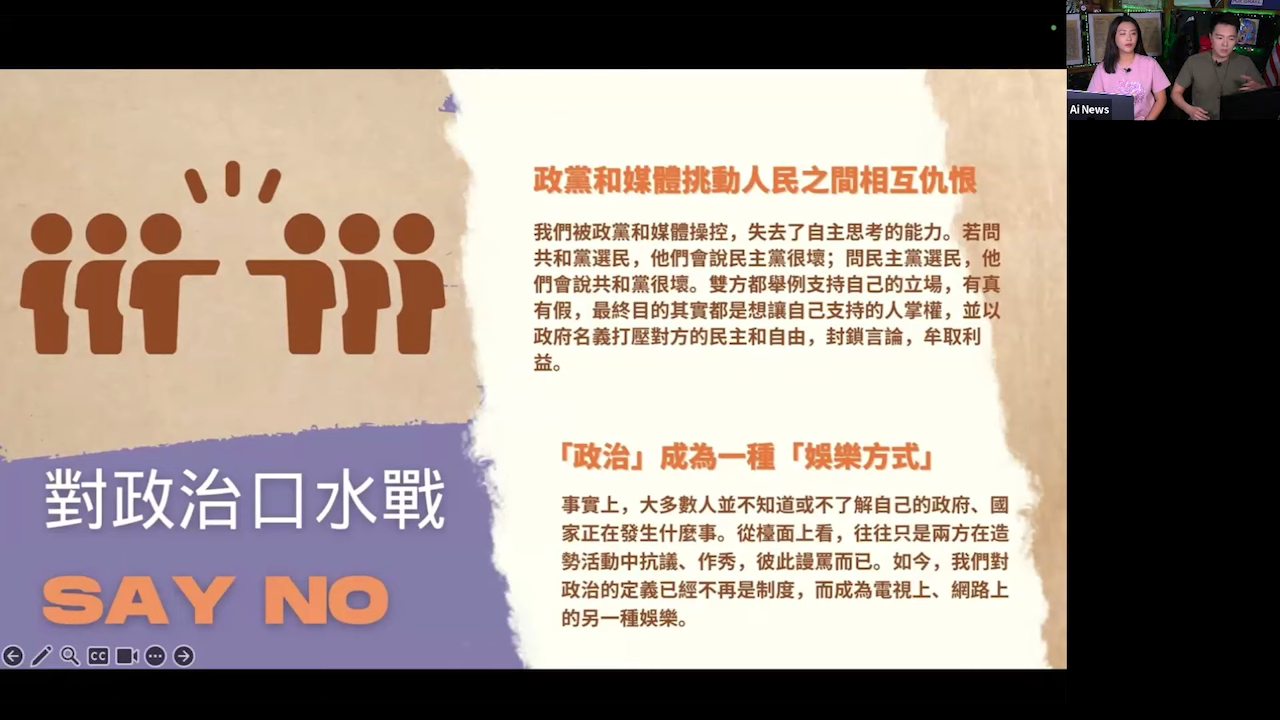 Ai News
政黨和媒體挑動人民之間相互仇恨
我們被政黨和媒體操控，失去了自主思考的能力。若問
共和黨選民，他們會說民主黨很壞；問民主黨選民，他
們會說共和黨很壞。雙方都舉例支持自己的立場，有真
有假，最終目的其實都是想讓自己支持的人掌權，並以
政府名義打壓對方的民主和自由，封鎖言論，牟取利
益。
「政治」成為一種「娛樂方式」
事實上，大多數人並不知道或不了解自己的政府、國
家正在發生什麼事。從檯面上看，往往只是兩方在造
勢活動中抗議、作秀，彼此謾罵而已。如今，我們對
政治的定義已經不再是制度，而成為電視上、網路上
的另一種娛樂。
對政治口水戰
SAY NO
CC